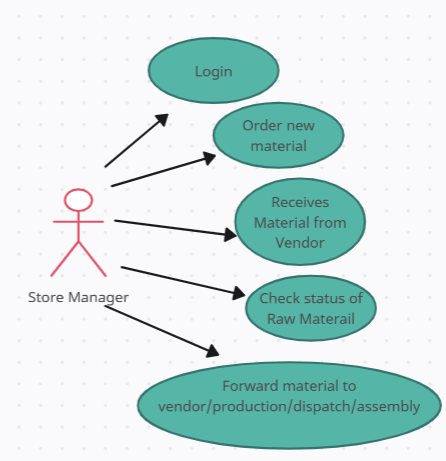 Login
Order new
material
Receives
Material from
Vendor
Store Manager
Check status of
Raw Materail
Forward material to
vendor/production/dispatch/assembly